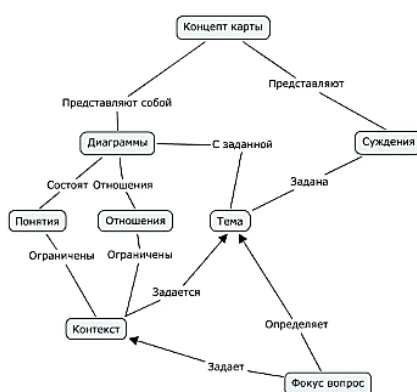 Концепт карты
Представляют
Представляют собой
Диаграммы
С заданной
Суждения
Состоят
Отношения
Задана
Понятия
Отношения
Тема
Ограничены
Ограничены
Задается
Контекст
Определяет
Задает
Фокус вопрос